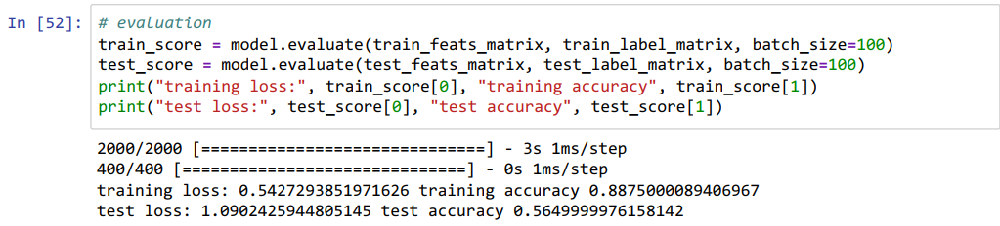 In [52]: # evaluation
train_score = model.evaluate(train_feats_matrix, train_label_matrix, batch_size=100)
test_score = model.evaluate(test_feats_matrix, test_label_matrix, batch_size=100)
print("training loss:", train_score[0], "training accuracy", train_score[1])
print("test loss:", test_score[0], "test accuracy", test_score[1])
2000/2000 [==============================] - 3s 1ms/step
400/400 [==============================] - 0s 1ms/step
training loss: 0.5427293851971626 training accuracy 0.8875000089406967
test loss: 1.0902425944805145 test accuracy 0.5649999976158142